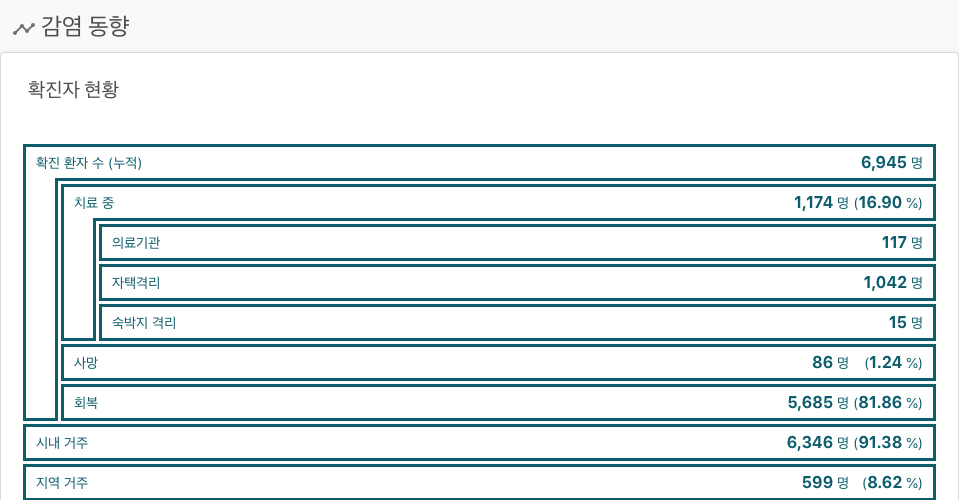 감염 동향
확진자 현황
확진 환자 수 (누적) 6,945 명
치료 중 1,174 명 (16.90 %)
의료기관 117 명
자택격리 1,042 명
숙박지 격리 15 명
사망 86 명 (1.24 %)
회복 5,685 명 (81.86 %)
시내 거주 6,346 명 (91.38 %)
지역 거주 599 명 (8.62 %)